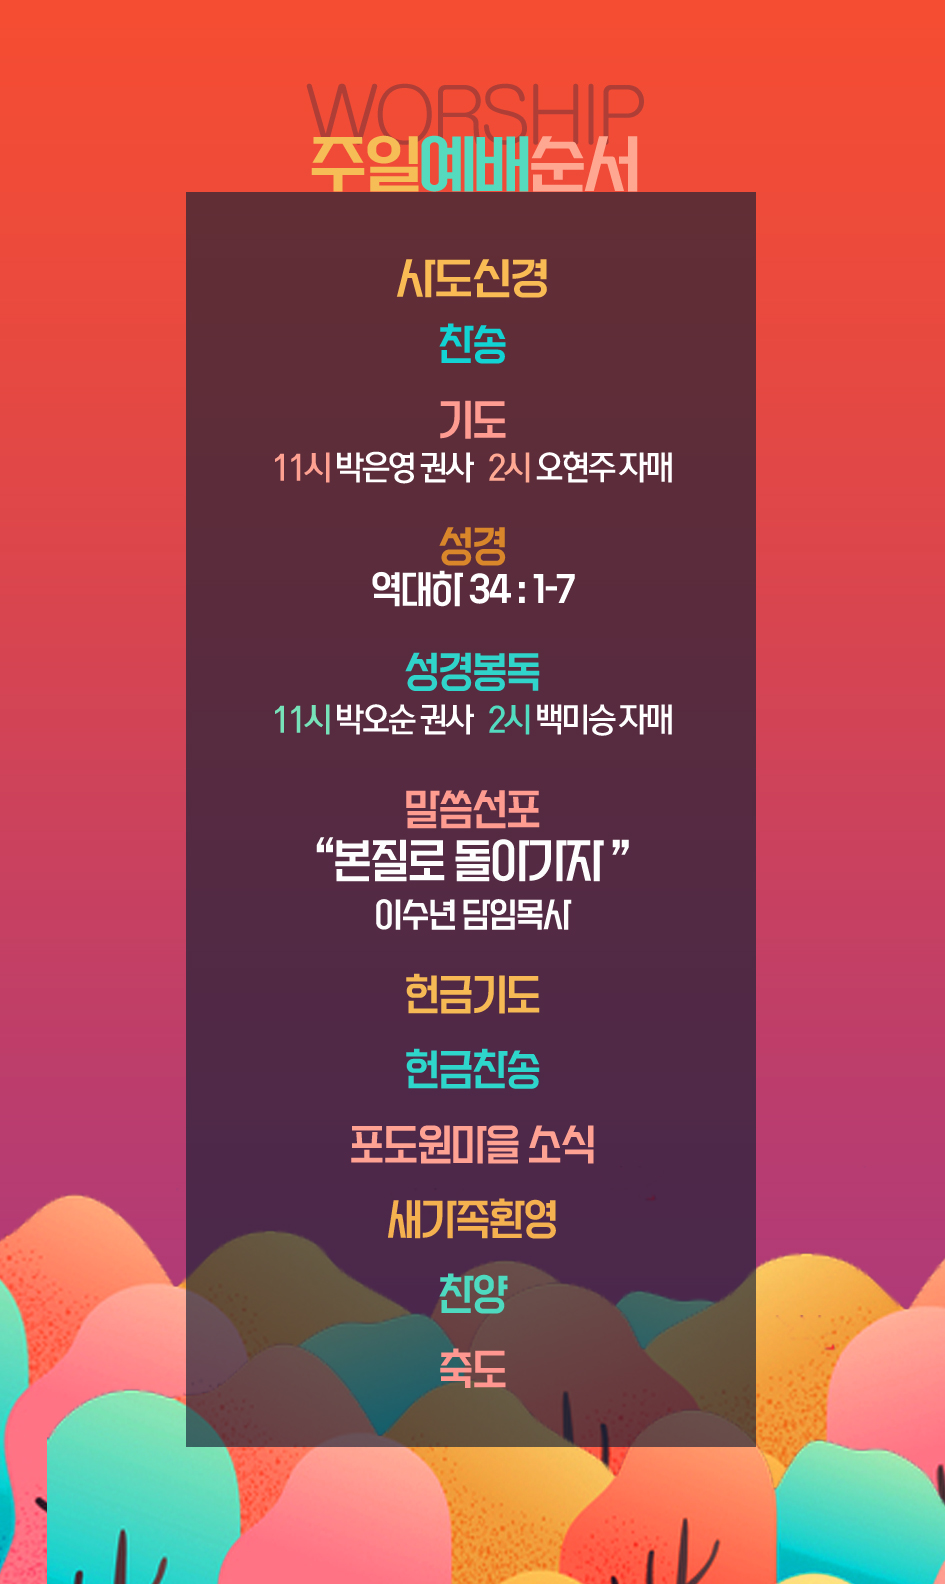 WORSHIP
주일예배순서
사도신경
찬송
기도
11시 박은영 권사 2시 오현주 자매
성경
역대하 34 : 1-7
성경봉독
11시 박오순 권사 2시 백미승 자매
말씀선포
“본질로 돌아가자 ”
이수년 담임목사
헌금기도
헌금찬송
포도원마을 소식
새가족환영
찬양
축도